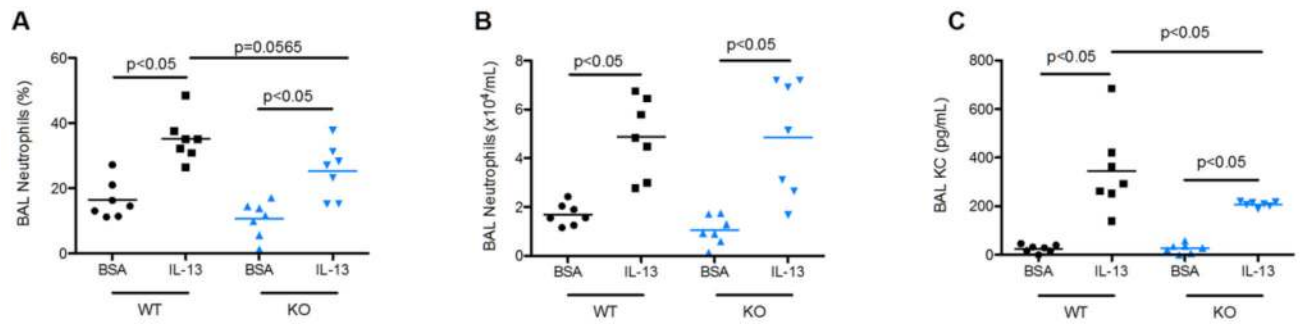 A
BAL Neutrophils (%)
60
40
20
0
p<0.05
p=0.0565
p<0.05
BSA
IL-13
BSA
IL-13
WT
KO
B
BAL Neutrophils (x10⁴/mL)
8
6
4
2
0
p<0.05
p<0.05
BSA
IL-13
BSA
IL-13
WT
KO
C
BAL KC (pg/mL)
800
600
400
200
0
p<0.05
p<0.05
p<0.05
BSA
IL-13
BSA
IL-13
WT
KO